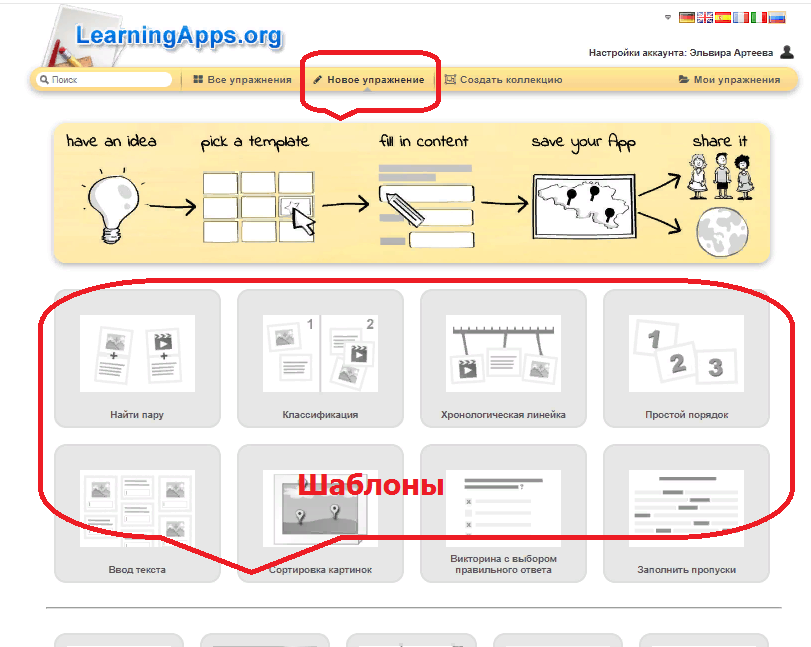 LearningApps.org
Настройки аккаунта: Эльвира Артеева
Поиск
Все упражнения
Новое упражнение
Создать коллекцию
Мои упражнения
have an idea
pick a template
fill in content
save your App
share it
1
2
1
2
3
Найти пару
Классификация
Хронологическая линейка
Простой порядок
Шаблоны
?
Ввод текста
Сортировка картинок
Викторина с выбором
правильного ответа
Заполнить пропуски